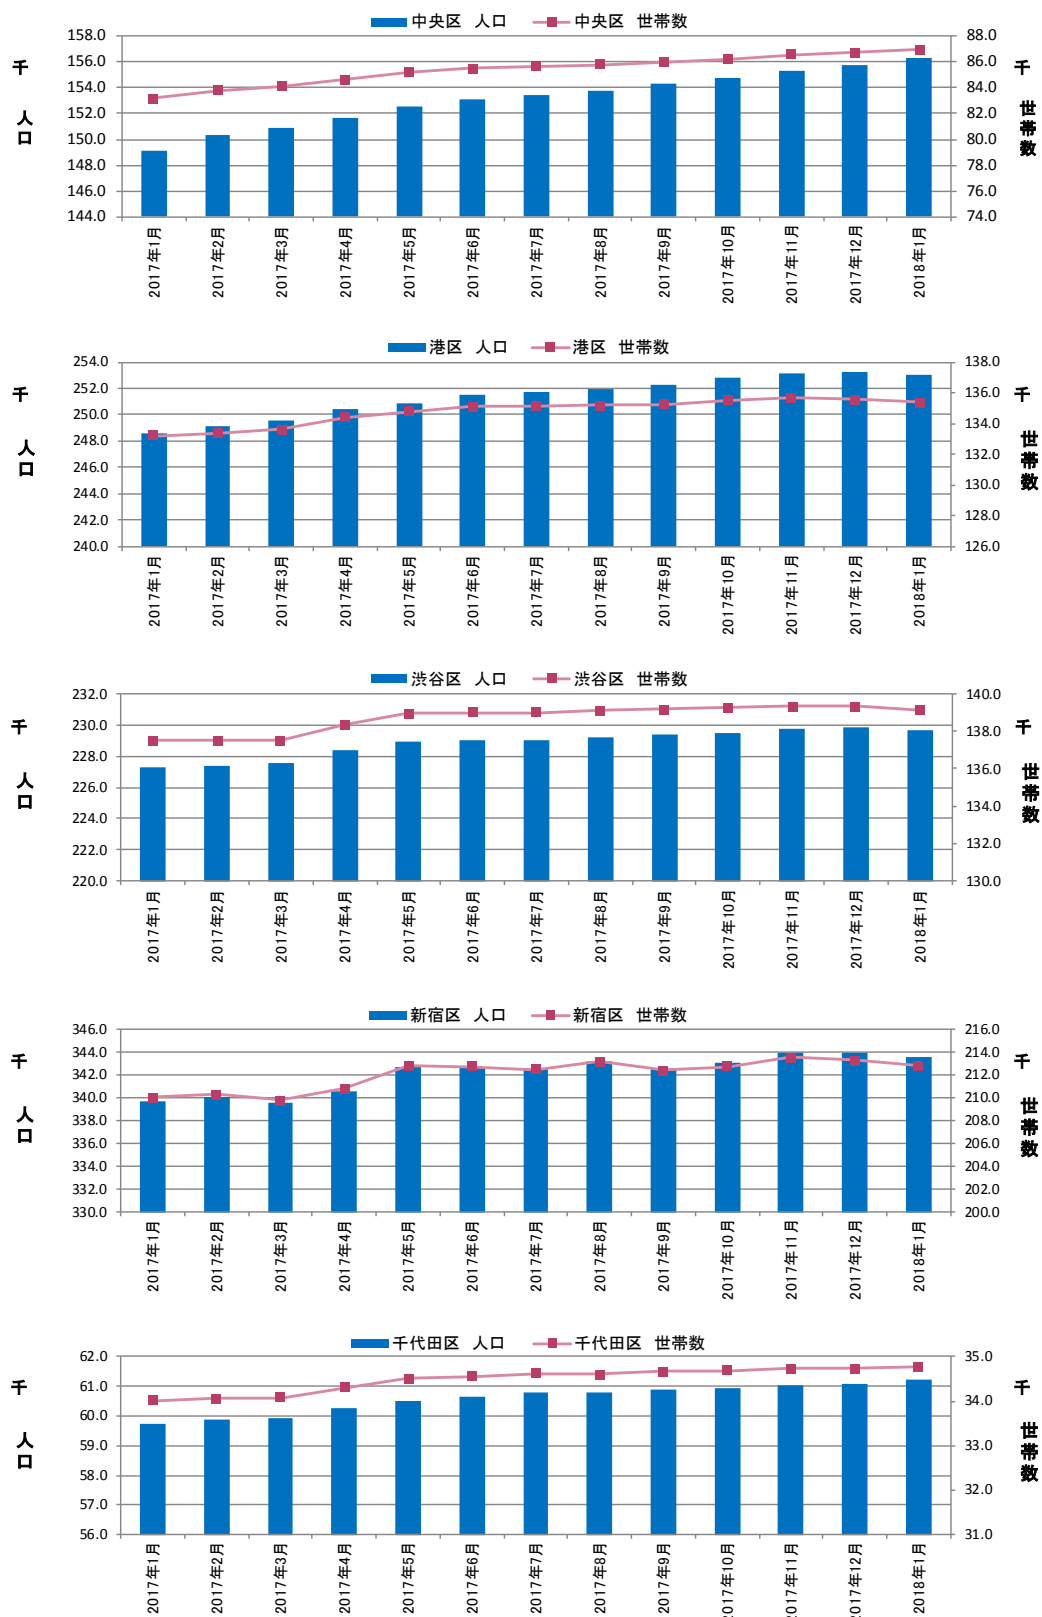 中央区　人口　中央区　世帯数
千
人口
158.0
156.0
154.0
152.0
150.0
148.0
146.0
144.0
88.0
86.0
84.0
82.0
80.0
78.0
76.0
74.0
千
世帯数
2017年1月
2017年2月
2017年3月
2017年4月
2017年5月
2017年6月
2017年7月
2017年8月
2017年9月
2017年10月
2017年11月
2017年12月
2018年1月
港区　人口　港区　世帯数
千
人口
254.0
252.0
250.0
248.0
246.0
244.0
242.0
240.0
138.0
136.0
134.0
132.0
130.0
128.0
126.0
千
世帯数
2017年1月
2017年2月
2017年3月
2017年4月
2017年5月
2017年6月
2017年7月
2017年8月
2017年9月
2017年10月
2017年11月
2017年12月
2018年1月
渋谷区　人口　渋谷区　世帯数
千
人口
232.0
230.0
228.0
226.0
224.0
222.0
220.0
140.0
138.0
136.0
134.0
132.0
130.0
千
世帯数
2017年1月
2017年2月
2017年3月
2017年4月
2017年5月
2017年6月
2017年7月
2017年8月
2017年9月
2017年10月
2017年11月
2017年12月
2018年1月
新宿区　人口　新宿区　世帯数
千
人口
346.0
344.0
342.0
340.0
338.0
336.0
334.0
332.0
330.0
216.0
214.0
212.0
210.0
208.0
206.0
204.0
202.0
200.0
千
世帯数
2017年1月
2017年2月
2017年3月
2017年4月
2017年5月
2017年6月
2017年7月
2017年8月
2017年9月
2017年10月
2017年11月
2017年12月
2018年1月
千代田区　人口　千代田区　世帯数
千
人口
62.0
61.0
60.0
59.0
58.0
57.0
56.0
35.0
34.0
33.0
32.0
31.0
千
世帯数
2017年1月
2017年2月
2017年3月
2017年4月
2017年5月
2017年6月
2017年7月
2017年8月
2017年9月
2017年10月
2017年11月
2017年12月
2018年1月